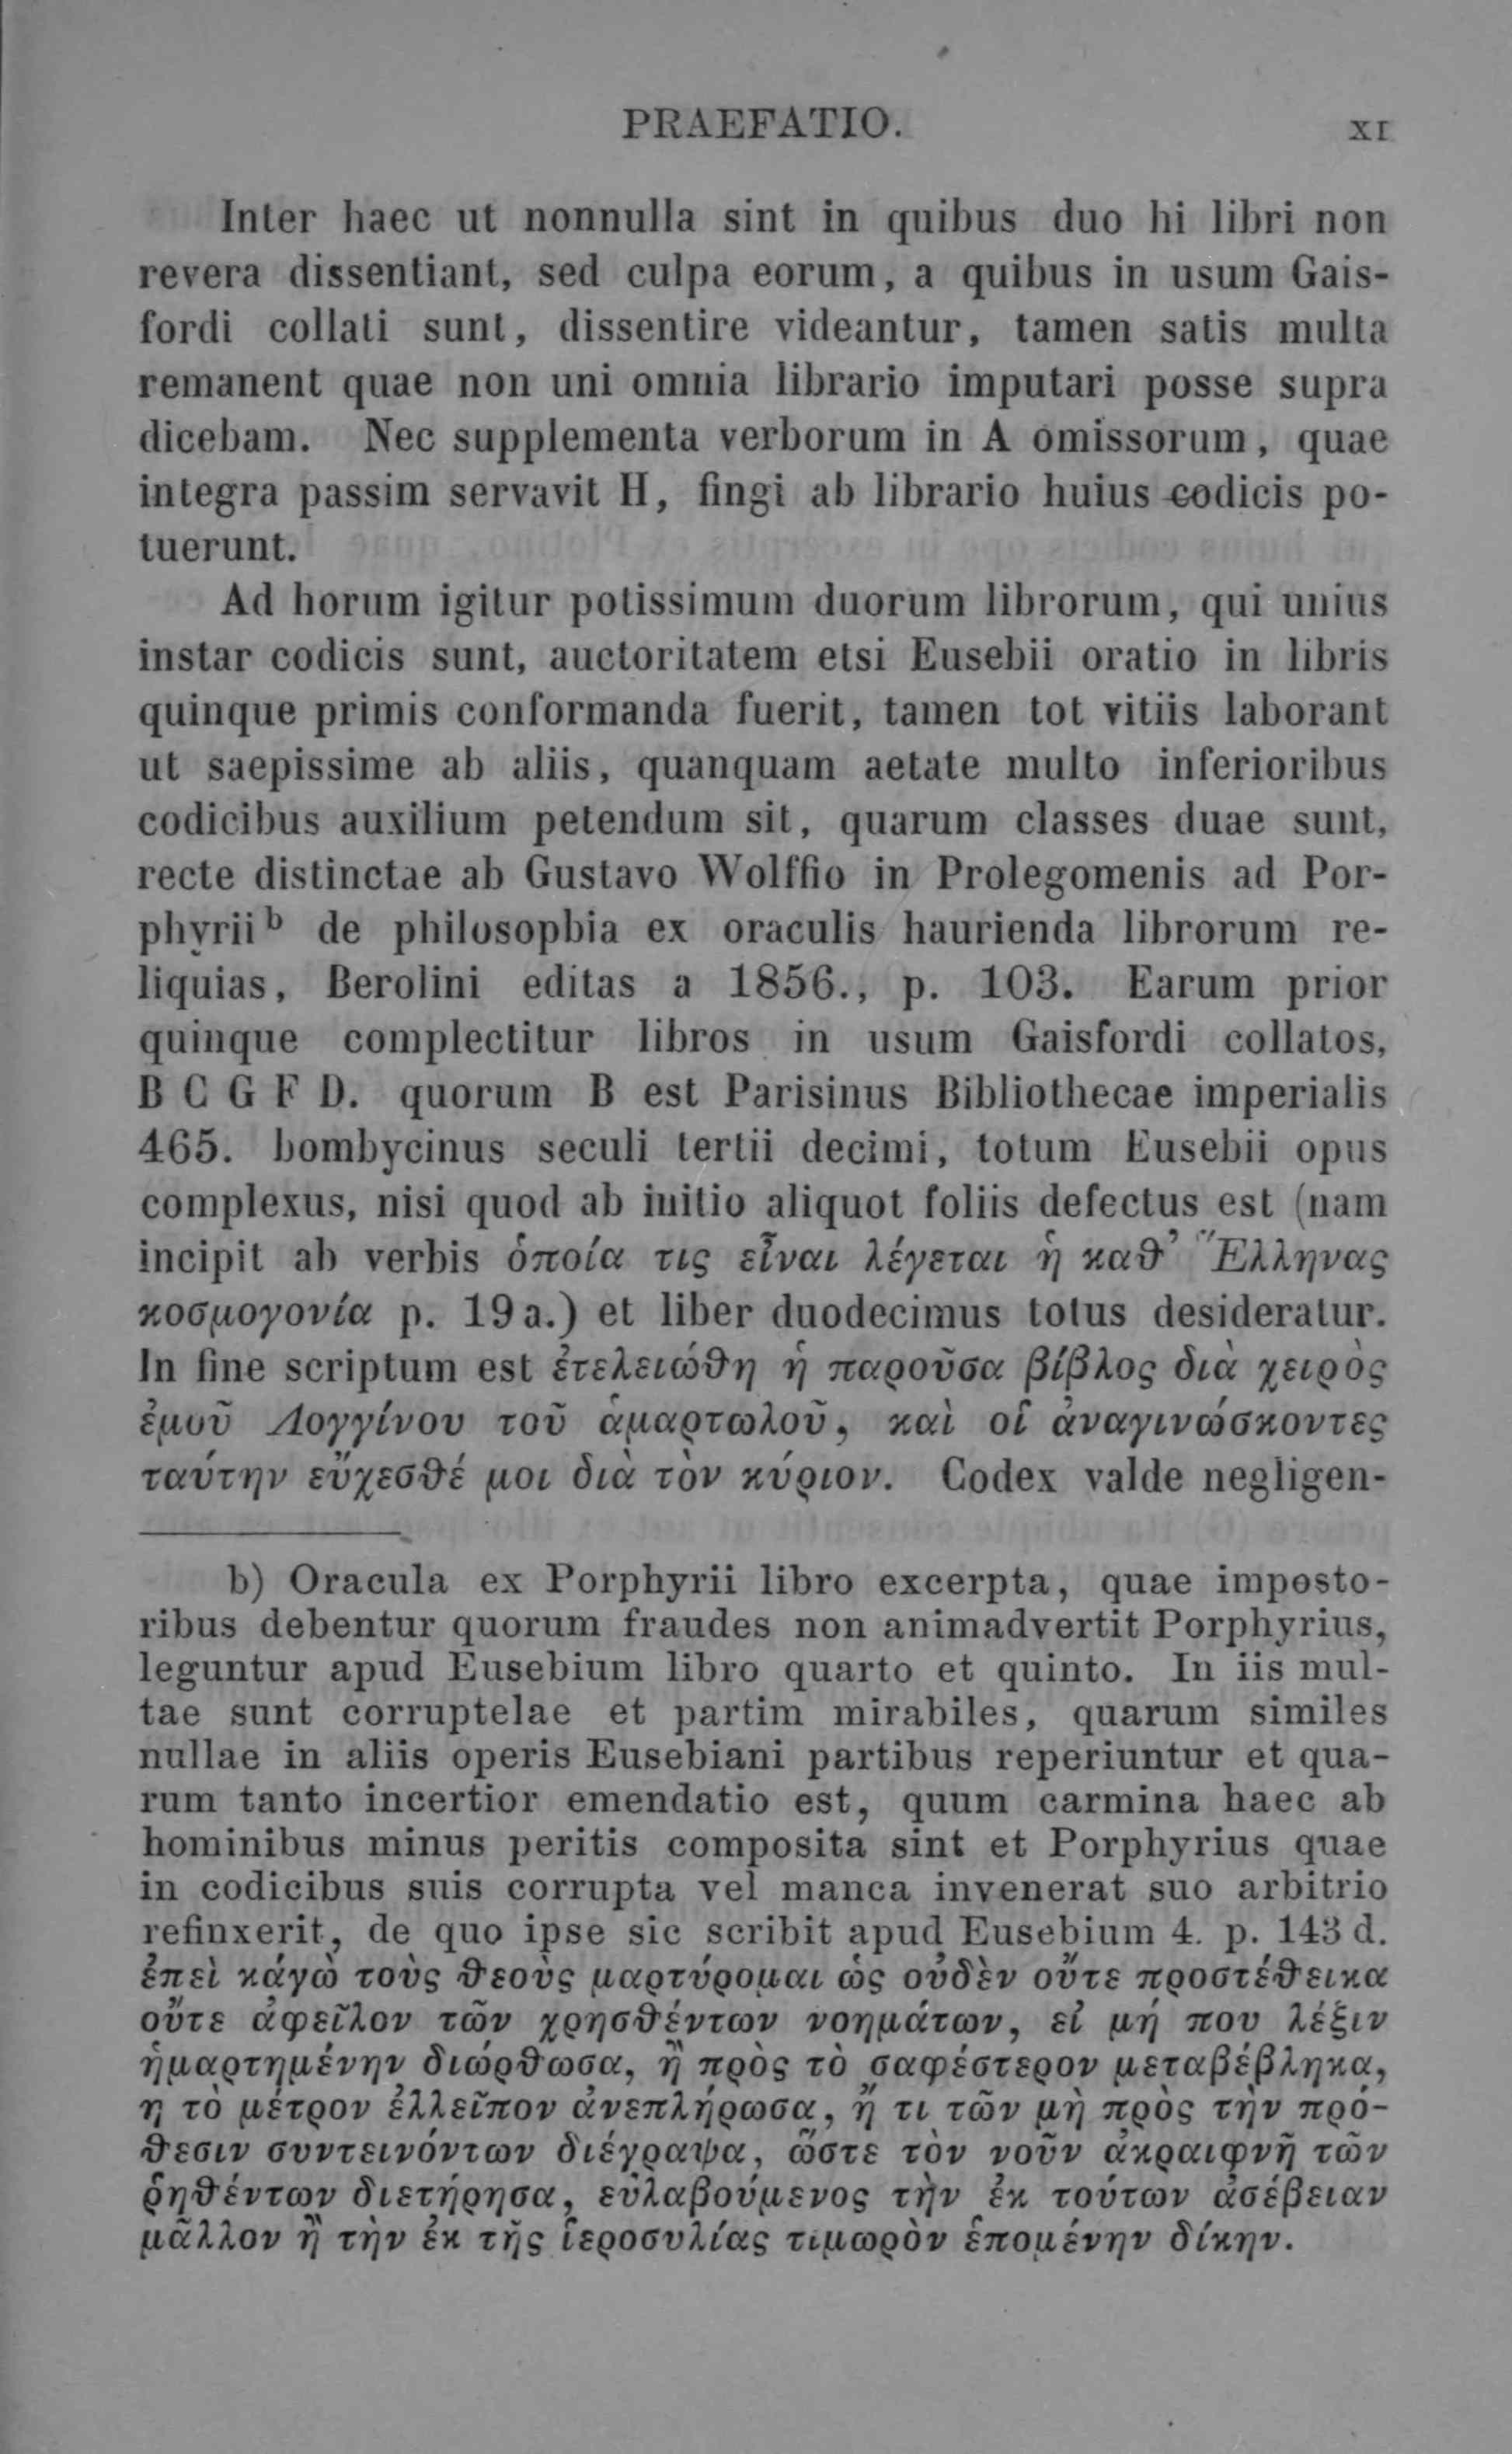 PRAEFATIO. XI
Inter haec ut nonnulla sint in quibus duo hi libri non
revera dissentiant, sed culpa eorum, a quibus in usum Gais-
fordi collati sunt, dissentire videantur, tamen satis multa
remanent quae non uni omnia librario imputari posse supra
dicebam. Nec supplementa verborum in A omissorum, quae
integra passim servavit H, fingi ab librario huius codicis po-
tuerunt.
Ad horum igitur potissimum duorum librorum, qui unius
instar codicis sunt, auctoritatem etsi Eusebii oratio in libris
quinque primis conformanda fuerit, tamen tot vitiis laborant
ut saepissime ab aliis, quanquam aetate multo inferioribus
codicibus auxilium petendum sit, quarum classes duae sunt,
recte distinctae ab Gustavo Wolffio in Prolegomenis ad Por-
phyrii b de philosophia ex oraculis haurienda librorum re-
liquias, Berolini editas a 1856., p. 103. Earum prior
quinque complectitur libros in usum Gaisfordi collatos,
B C G F D. quorum B est Parisinus Bibliothecae imperialis
465. bombycinus seculi tertii decimi, totum Eusebii opus
complexus, nisi quod ab initio aliquot foliis defectus est (nam
incipit ab verbis ὁποία τις εἶναι λέγεται ἡ καθ’ Ἕλληνας
κοσμογονία p. 19 a.) et liber duodecimus totus desideratur.
In fine scriptum est ἐτελειώθη ἡ παροῦσα βίβλος διὰ χειρὸς
ἐμοῦ Λογγίνου τοῦ ἁμαρτωλοῦ, καὶ οἱ ἀναγινώσκοντες
ταύτην εὔχεσθέ μοι διὰ τὸν κύριον. Codex valde negligen-
b) Oracula ex Porphyrii libro excerpta, quae imposto-
ribus debentur quorum fraudes non animadvertit Porphyrius,
leguntur apud Eusebium libro quarto et quinto. In iis mul-
tae sunt corruptelae et partim mirabiles, quarum similes
nullae in aliis operis Eusebiani partibus reperiuntur et qua-
rum tanto incertior emendatio est, quum carmina haec ab
hominibus minus peritis composita sint et Porphyrius quae
in codicibus suis corrupta vel manca invenerat suo arbitrio
refinxerit, de quo ipse sic scribit apud Eusebium 4. p. 143 d.
ἐπεὶ κἀγὼ τοὺς θεοὺς μαρτύρομαι ὡς οὐδὲν οὔτε προστέθεικα
οὔτε ἀφεῖλον τῶν χρησθέντων νοημάτων, εἰ μή που λέξιν
ἡμαρτημένην διώρθωσα, ἢ πρὸς τὸ σαφέστερον μεταβέβληκα,
η τὸ μέτρον ἐλλεῖπον ἀνεπλήρωσα, ἤ τι τῶν μὴ πρὸς τὴν πρό-
θεσιν συντεινόντων διέγραψα, ὥστε τὸν νοῦν ἀκραιφνῆ τῶν
ῥηθέντων διετήρησα, εὐλαβούμενος τὴν ἐκ τούτων ἀσέβειαν
μᾶλλον ἢ τὴν ἐκ τῆς ἱεροσυλίας τιμωρὸν ἑπομένην δίκην.